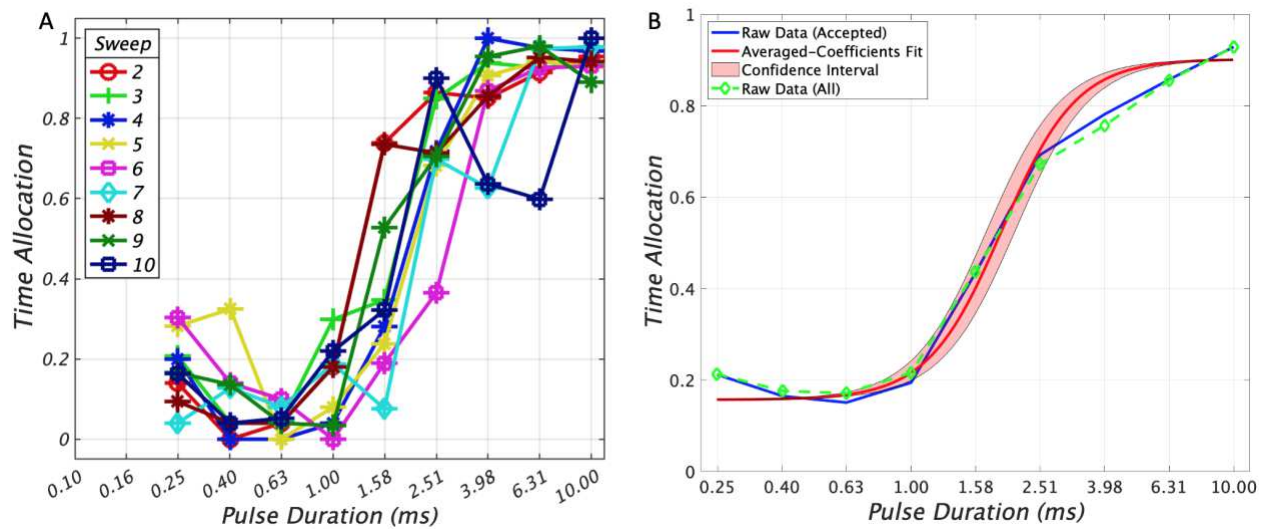 A
Sweep
2
3
4
5
6
7
8
9
10
1
0.8
0.6
0.4
0.2
0
Time Allocation
0.10 0.16 0.25 0.40 0.63 1.00 1.58 2.51 3.98 6.31 10.00
Pulse Duration (ms)
B
Raw Data (Accepted)
Averaged-Coefficients Fit
Confidence Interval
Raw Data (All)
1
0.8
0.6
0.4
0.2
0
Time Allocation
0.25 0.40 0.63 1.00 1.58 2.51 3.98 6.31 10.00
Pulse Duration (ms)